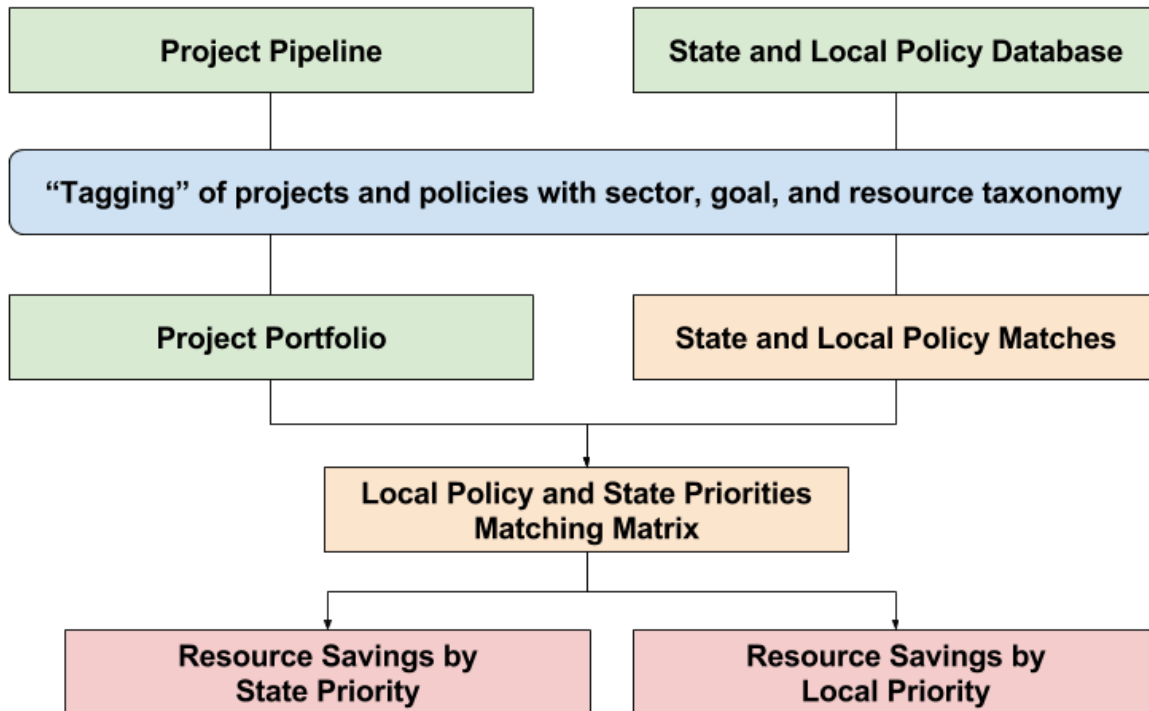 Project Pipeline
State and Local Policy Database
“Tagging” of projects and policies with sector, goal, and resource taxonomy
Project Portfolio
State and Local Policy Matches
Local Policy and State Priorities
Matching Matrix
Resource Savings by
State Priority
Resource Savings by
Local Priority